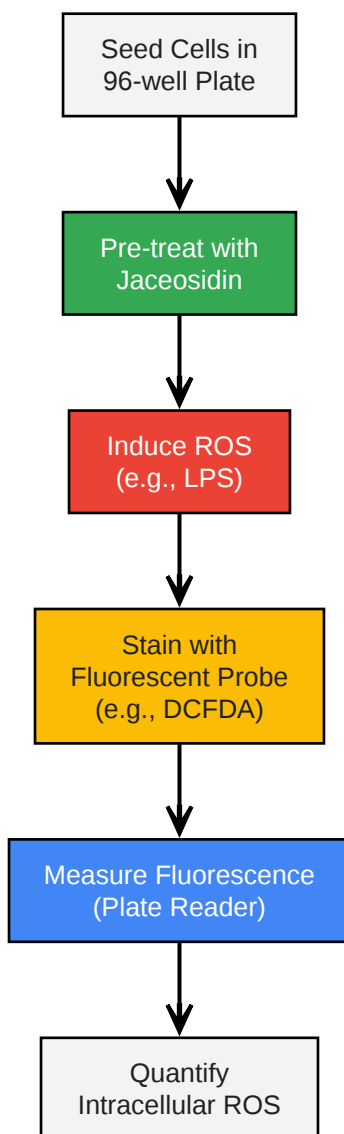 Seed Cells in
96-well Plate
Pre-treat with
Jaceosidin
Induce ROS
(e.g., LPS)
Stain with
Fluorescent Probe
(e.g., DCFDA)
Measure Fluorescence
(Plate Reader)
Quantify
Intracellular ROS